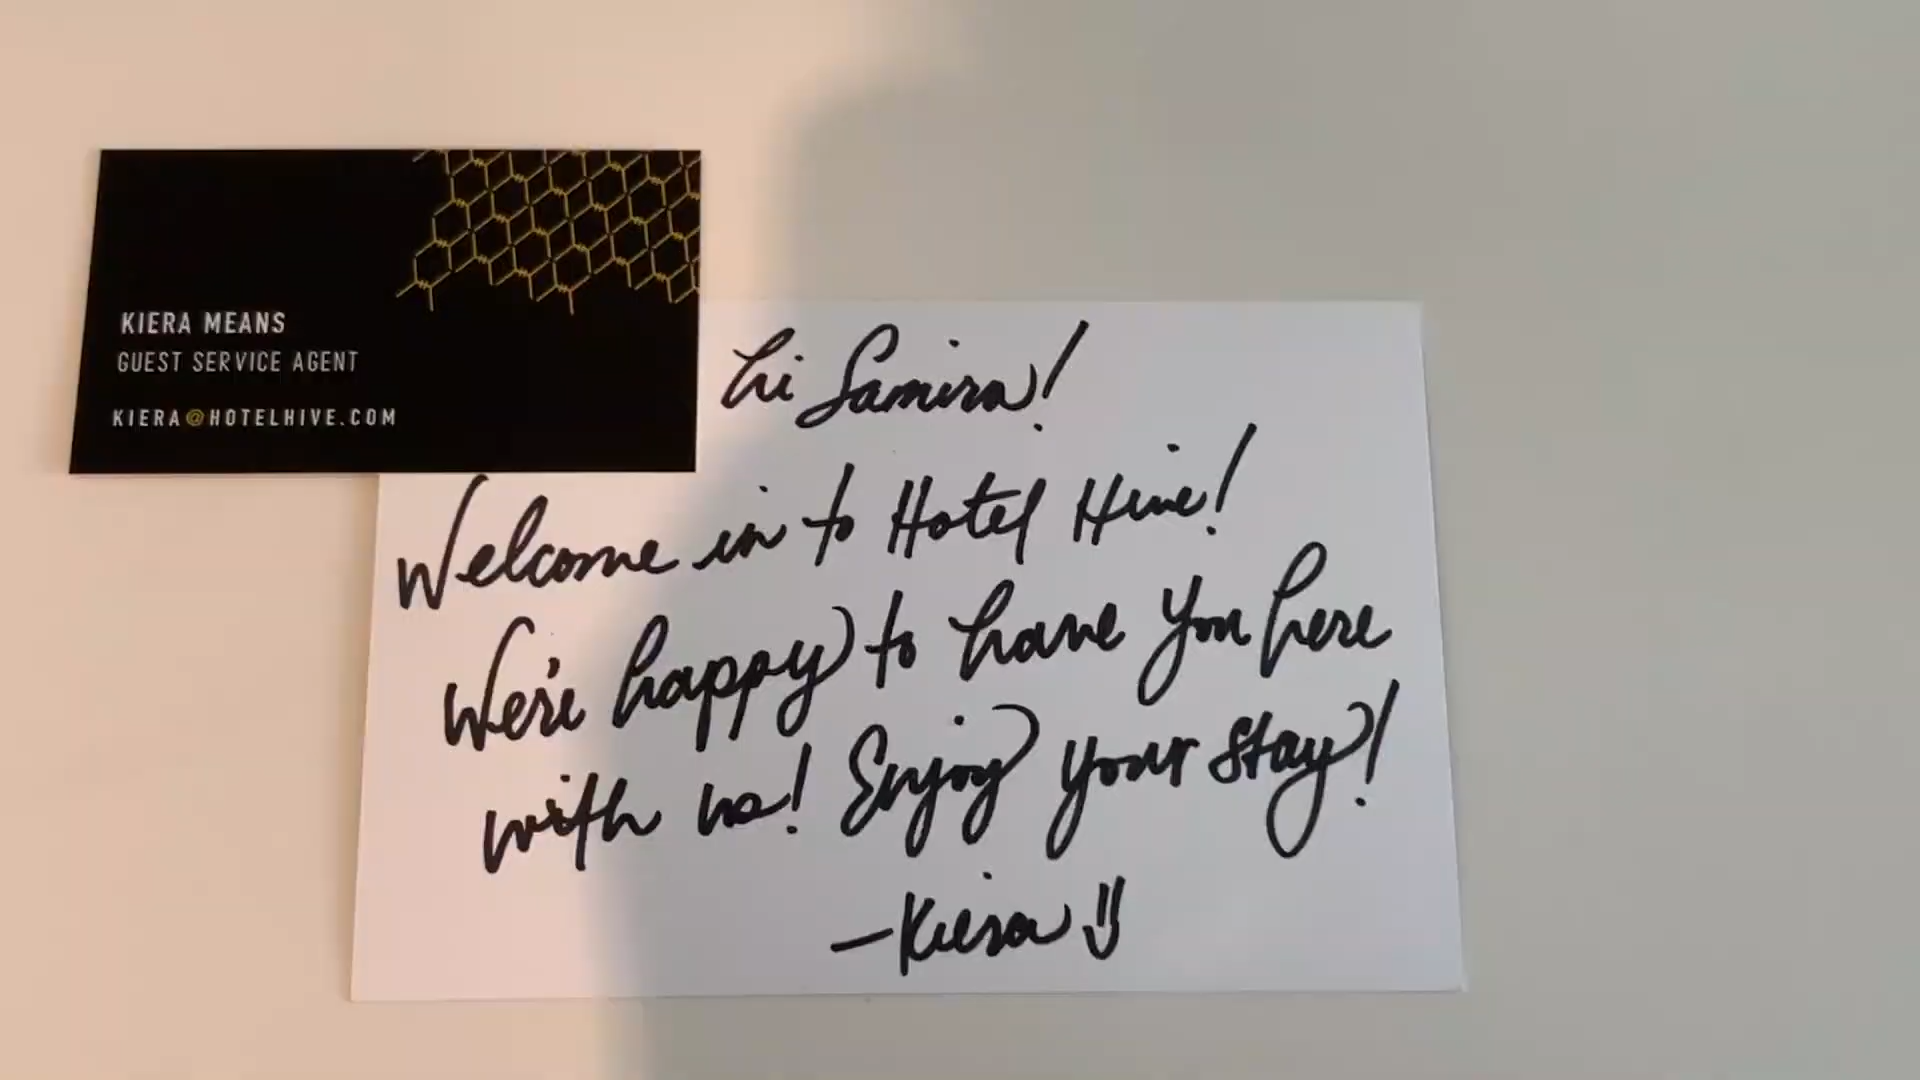 KIERA MEANS
GUEST SERVICE AGENT
KIERA@HOTELHIVE.COM
hi Samira!
Welcome in to Hotel Hive!
We're happy to have you here
with us! Enjoy your stay!
—Kiera :)